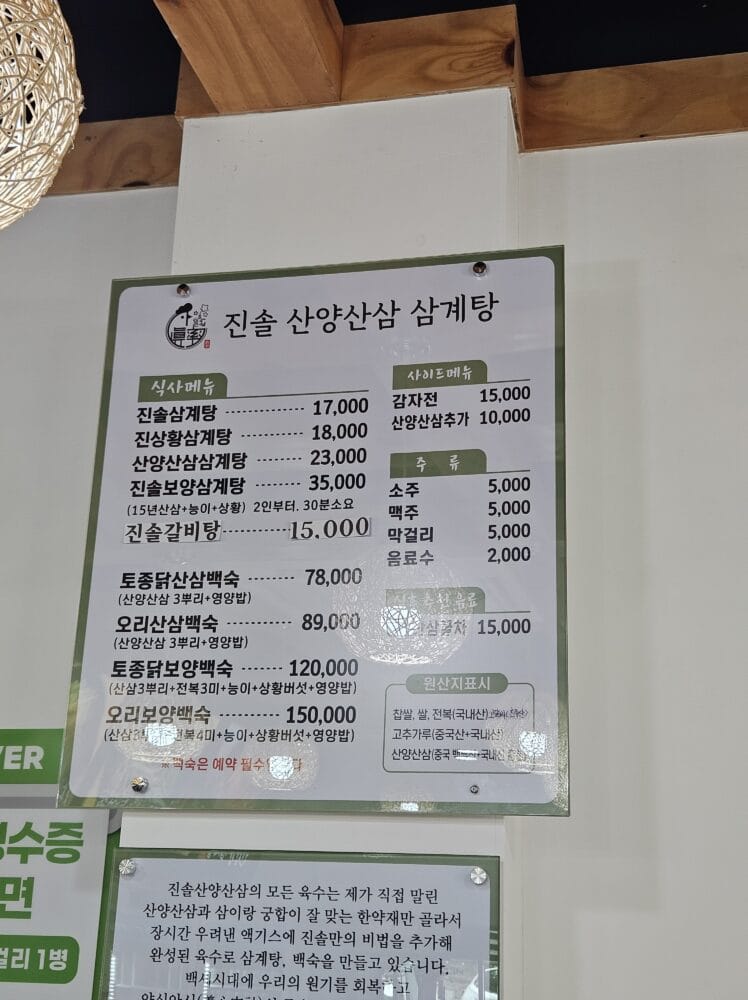 진솔 산양산삼 삼계탕
식사메뉴
진솔삼계탕 ------------ 17,000
진상황삼계탕 -------- 18,000
산양산삼삼계탕 ------ 23,000
진솔보양삼계탕 ------ 35,000
(15년산삼+능이+상황) 2인부터. 30분소요
진솔갈비탕 ------------ 15,000
토종닭산삼백숙 -------- 78,000
(산양산삼 3뿌리+영양밥)
오리산삼백숙 -------- 89,000
(산양산삼 3뿌리+영양밥)
토종닭보양백숙 -------- 120,000
(산삼3뿌리+전복3미+능이+상황버섯+영양밥)
오리보양백숙 -------- 150,000
전복4미+능이+상황버섯+영양밥)
백숙은 예약 필수
사이드메뉴
감자전 15,000
산양산삼추가 10,000
주 류
소주 5,000
맥주 5,000
막걸리 5,000
음료수 2,000
15,000
원산지표시
찹쌀, 쌀, 전복(국내산)
고추가루(중국산+국내산)
산양산삼(중국
VER
영수증
면
걸리 1병
진솔산양산삼의 모든 육수는 제가 직접 말린
산양산삼과 삼이랑 궁합이 잘 맞는 한약재만 골라서
장시간 우려낸 액기스에 진솔만의 비법을 추가해
완성된 육수로 삼계탕, 백숙을 만들고 있습니다.
백서시대에 우리의 원기를 회복하고